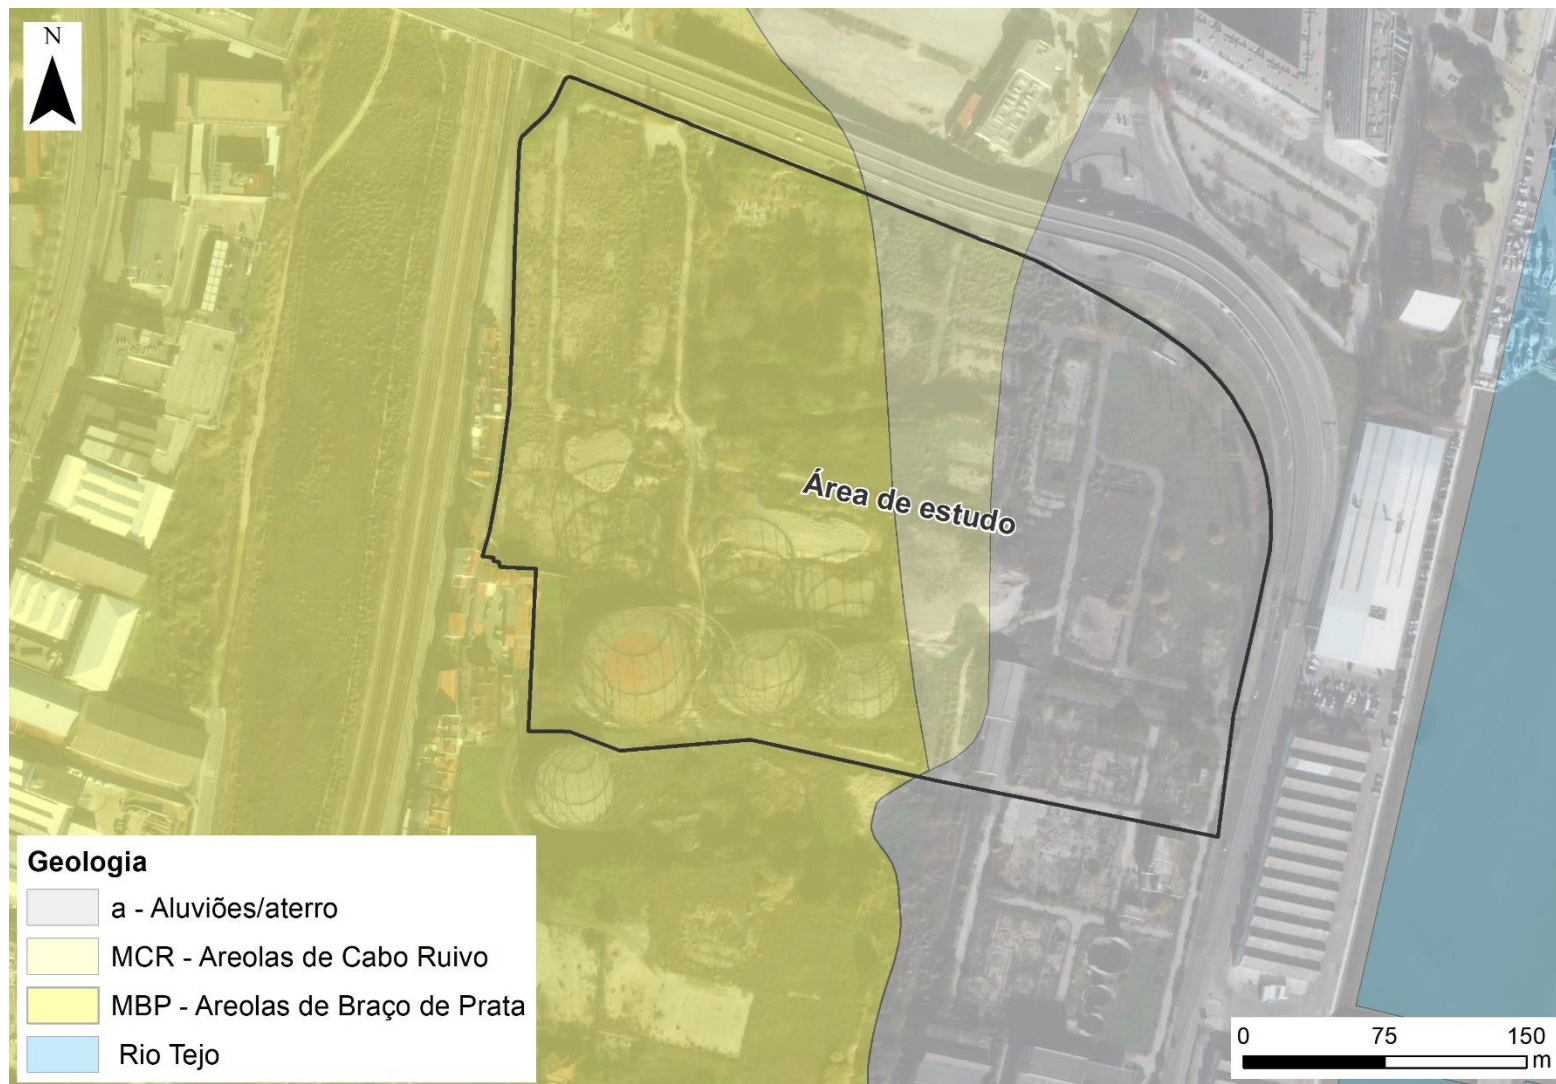 N
Área de estudo
Geologia
a - Aluviões/aterro
MCR - Areolas de Cabo Ruivo
MBP - Areolas de Braço de Prata
Rio Tejo
0 75 150
m